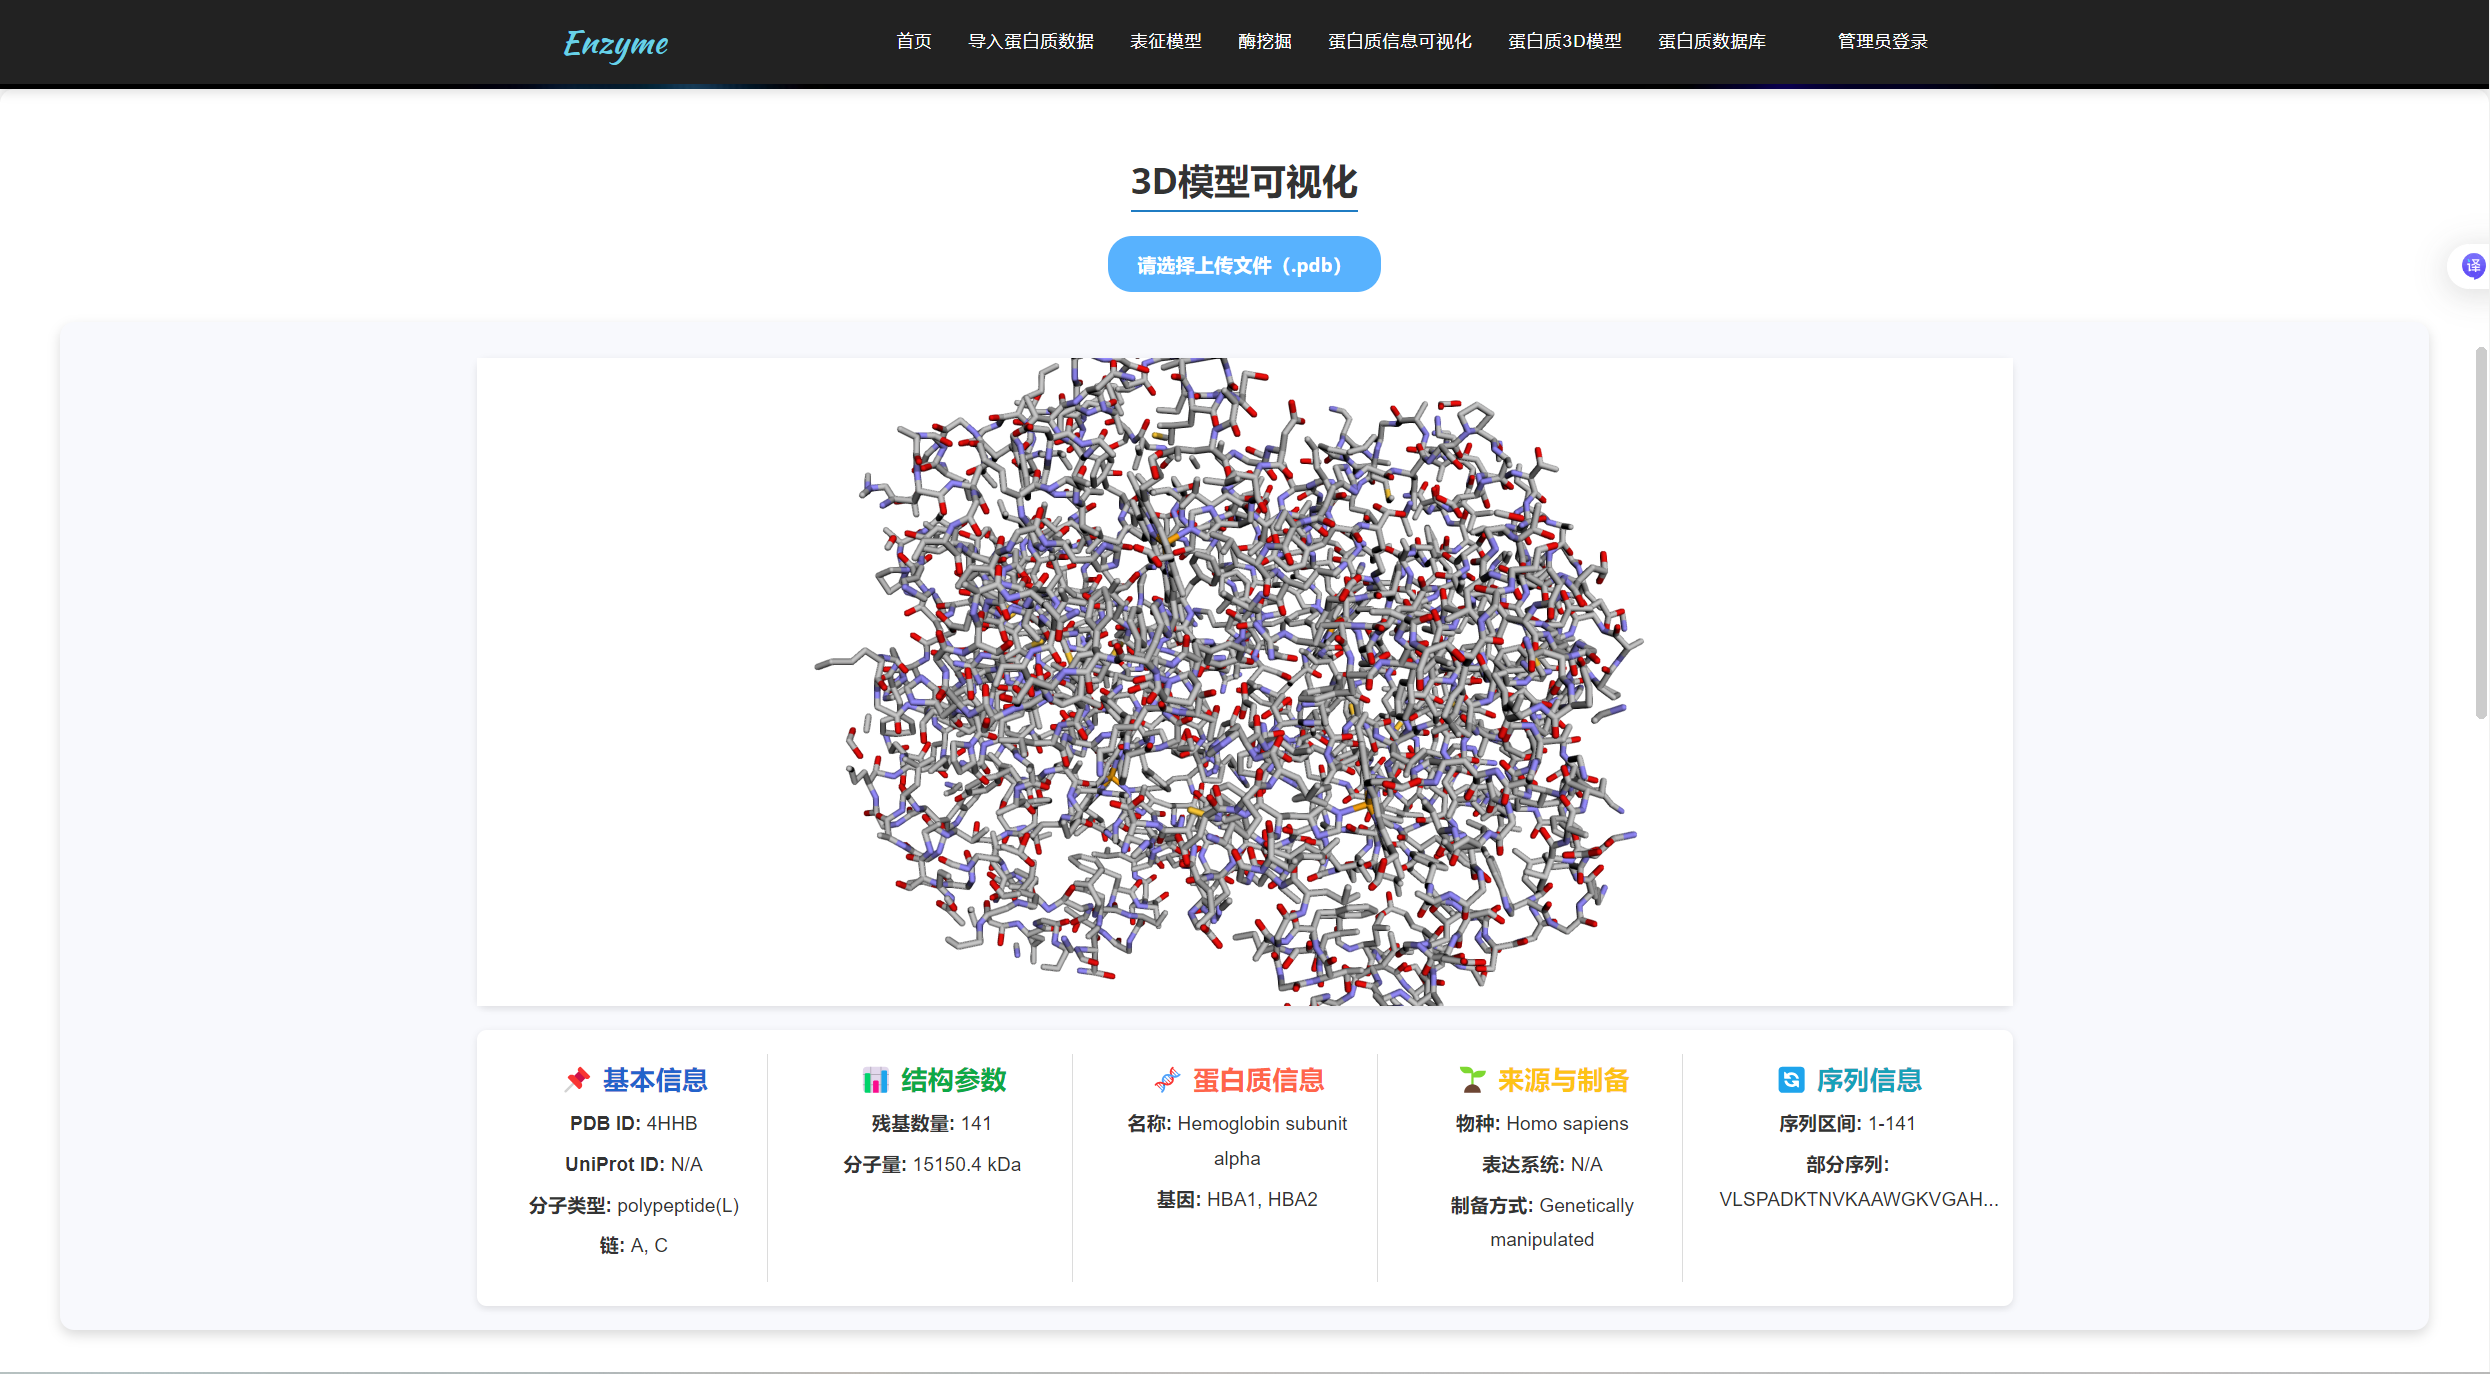 Enzyme
首页 导入蛋白质数据 表征模型 酶挖掘 蛋白质信息可视化 蛋白质3D模型 蛋白质数据库 管理员登录
3D模型可视化
请选择上传文件（.pdb）
译
基本信息
PDB ID: 4HHB
UniProt ID: N/A
分子类型: polypeptide(L)
链: A, C
结构参数
残基数量: 141
分子量: 15150.4 kDa
蛋白质信息
名称: Hemoglobin subunit
alpha
基因: HBA1, HBA2
来源与制备
物种: Homo sapiens
表达系统: N/A
制备方式: Genetically
manipulated
序列信息
序列区间: 1-141
部分序列:
VLSPADKTNVKAAWGKVGAH...